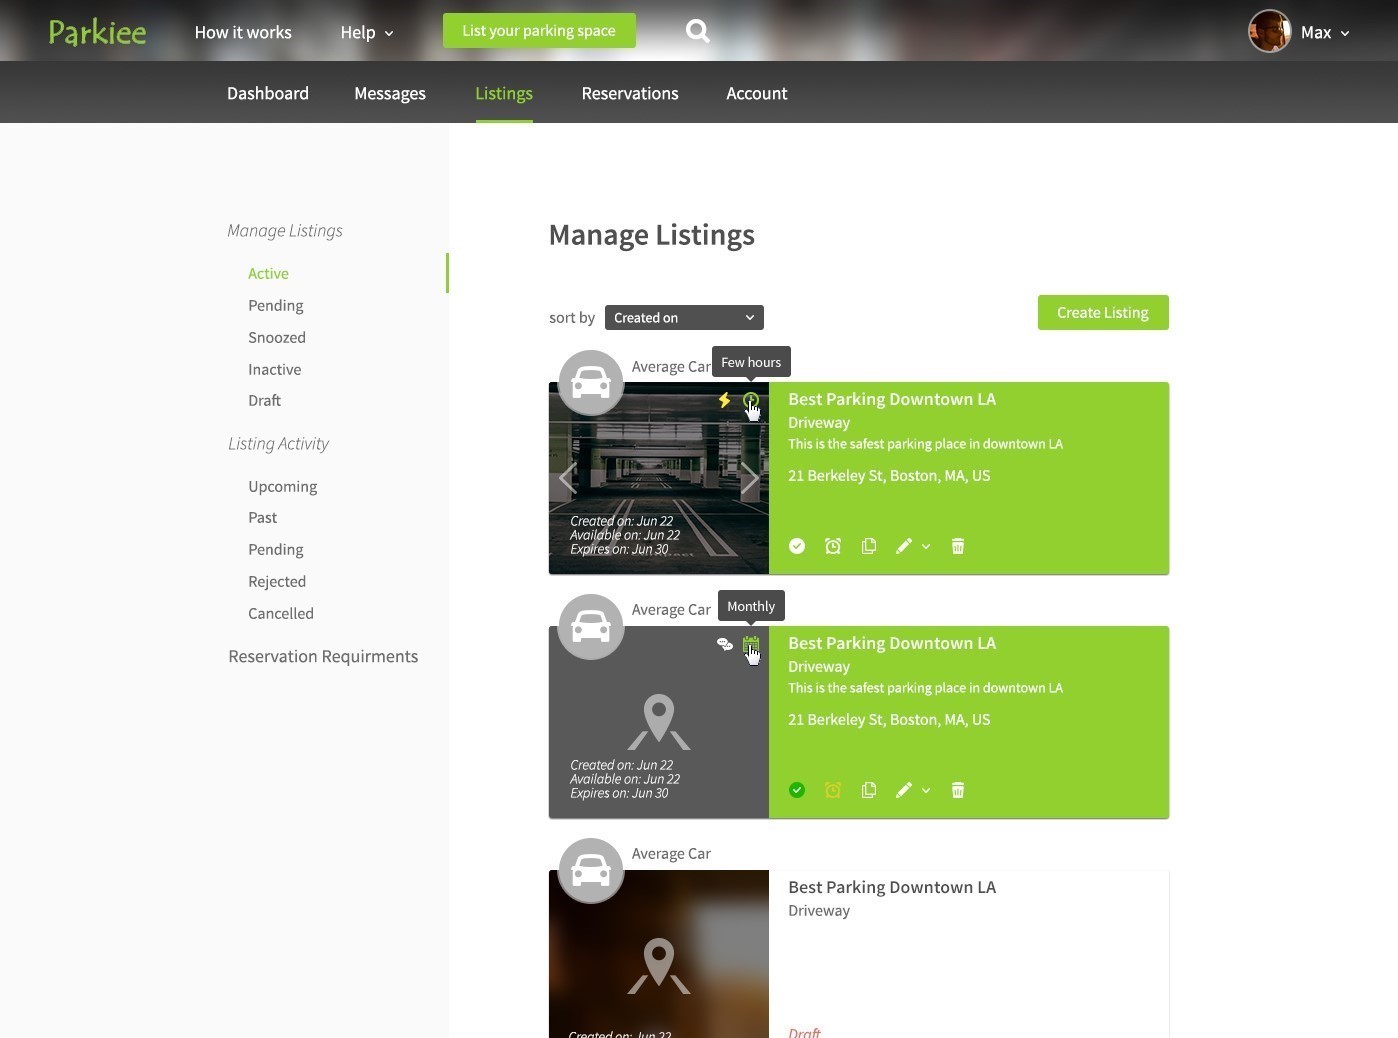 Parkiee
How it works
Help
List your parking space
Max
Dashboard
Messages
Listings
Reservations
Account
Manage Listings
Active
Pending
Snoozed
Inactive
Draft
Listing Activity
Upcoming
Past
Pending
Rejected
Cancelled
Reservation Requirments
Manage Listings
sort by
Created on
Create Listing
Average Car
Few hours
Created on: Jun 22
Available on: Jun 22
Expires on: Jun 30
Best Parking Downtown LA
Driveway
This is the safest parking place in downtown LA
21 Berkeley St, Boston, MA, US
Average Car
Monthly
Created on: Jun 22
Available on: Jun 22
Expires on: Jun 30
Best Parking Downtown LA
Driveway
This is the safest parking place in downtown LA
21 Berkeley St, Boston, MA, US
Average Car
Created on: Jun 22
Best Parking Downtown LA
Driveway
Draft